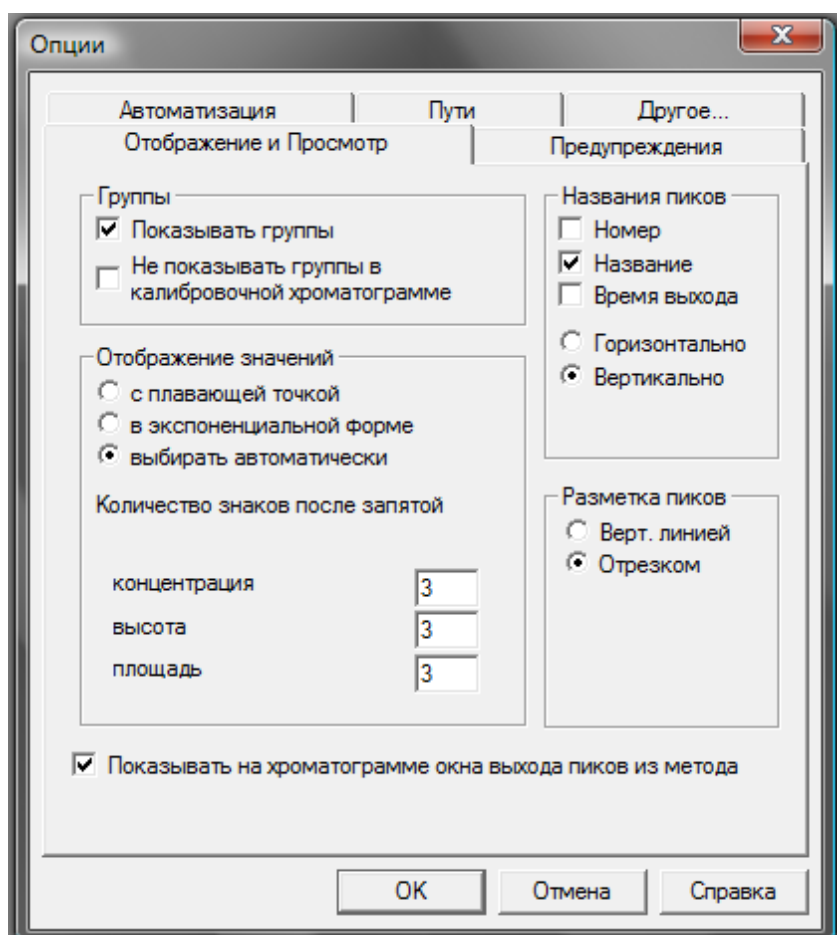 Опции
Автоматизация
Пути
Другое...
Отображение и Просмотр
Предупреждения
Группы
Показывать группы
Не показывать группы в
калибровочной хроматограмме
Отображение значений
с плавающей точкой
в экспоненциальной форме
выбирать автоматически
Количество знаков после запятой
концентрация 3
высота 3
площадь 3
Названия пиков
Номер
Название
Время выхода
Горизонтально
Вертикально
Разметка пиков
Верт. линией
Отрезком
Показывать на хроматограмме окна выхода пиков из метода
OK
Отмена
Справка